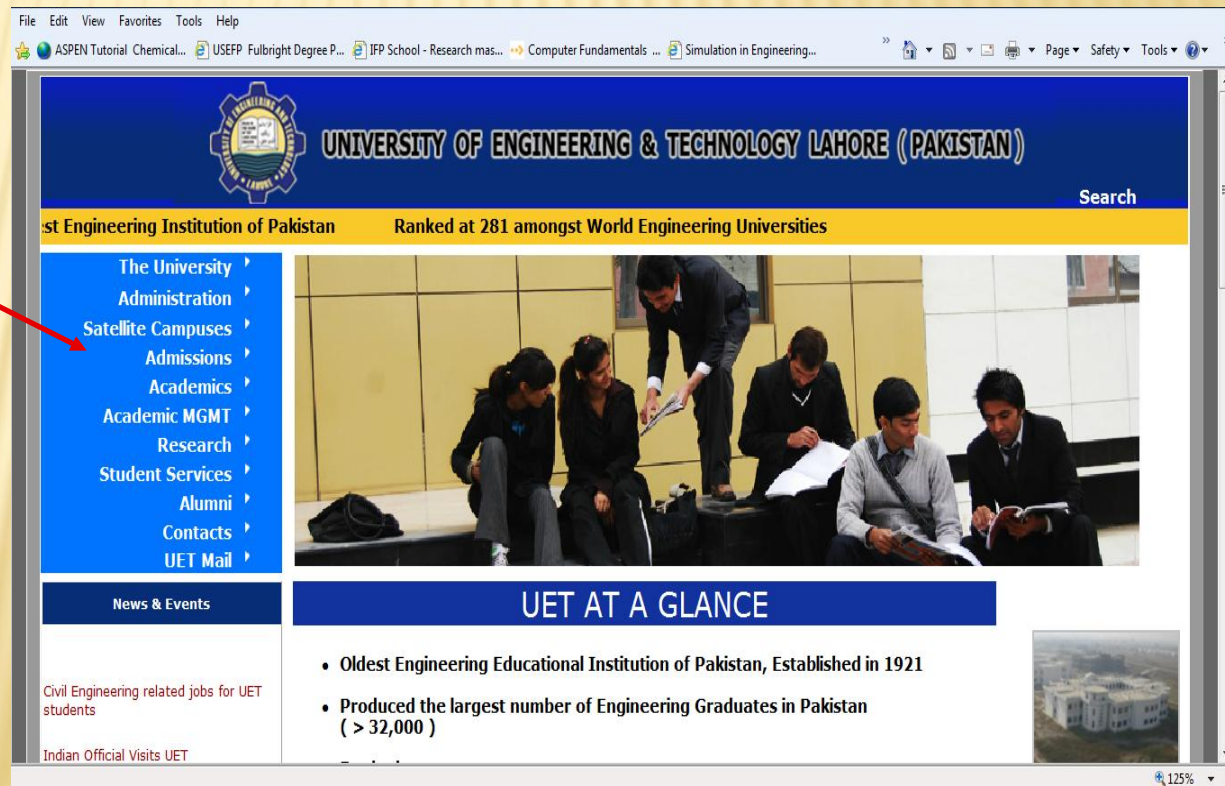 File Edit View Favorites Tools Help
ASPEN Tutorial Chemical... USEFP Fulbright Degree P... IFP School - Research mas... Computer Fundamentals ... Simulation in Engineering... » Page Safety Tools
UNIVERSITY OF ENGINEERING & TECHNOLOGY LAHORE ( PAKISTAN )
Search
est Engineering Institution of Pakistan Ranked at 281 amongst World Engineering Universities
The University
Administration
Satellite Campuses
Admissions
Academics
Academic MGMT
Research
Student Services
Alumni
Contacts
UET Mail
News & Events
Civil Engineering related jobs for UET
students
Indian Official Visits UET
UET AT A GLANCE
• Oldest Engineering Educational Institution of Pakistan, Established in 1921
• Produced the largest number of Engineering Graduates in Pakistan
( > 32,000 )
125%